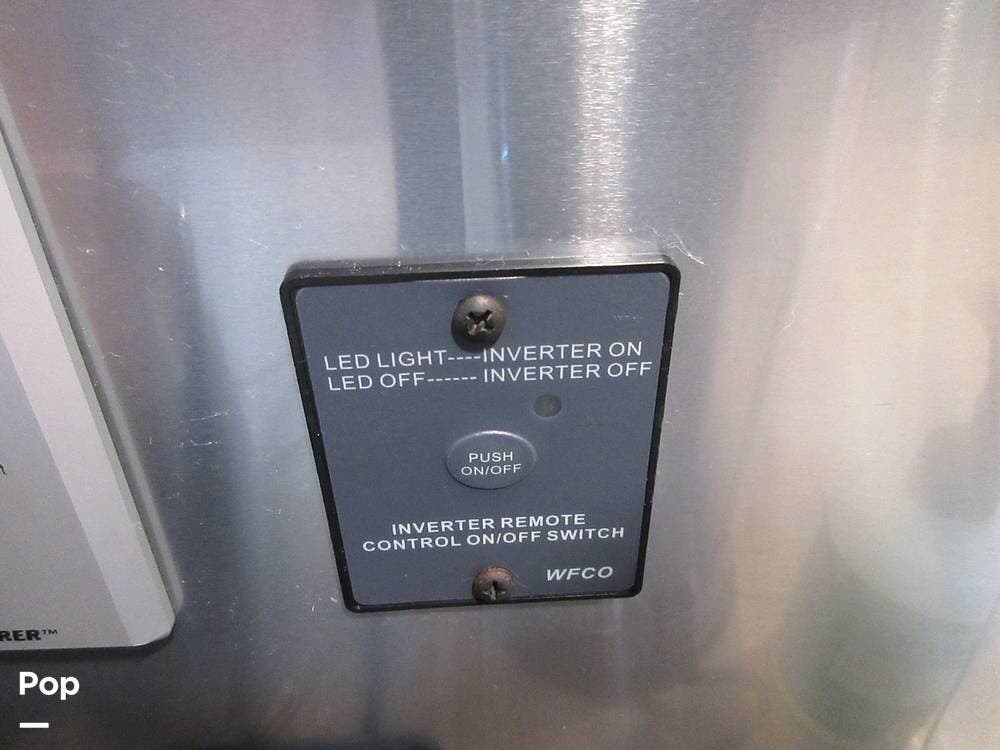 LED LIGHT----INVERTER ON
LED OFF------ INVERTER OFF
PUSH
ON/OFF
INVERTER REMOTE
CONTROL ON/OFF SWITCH
WFCO
Pop